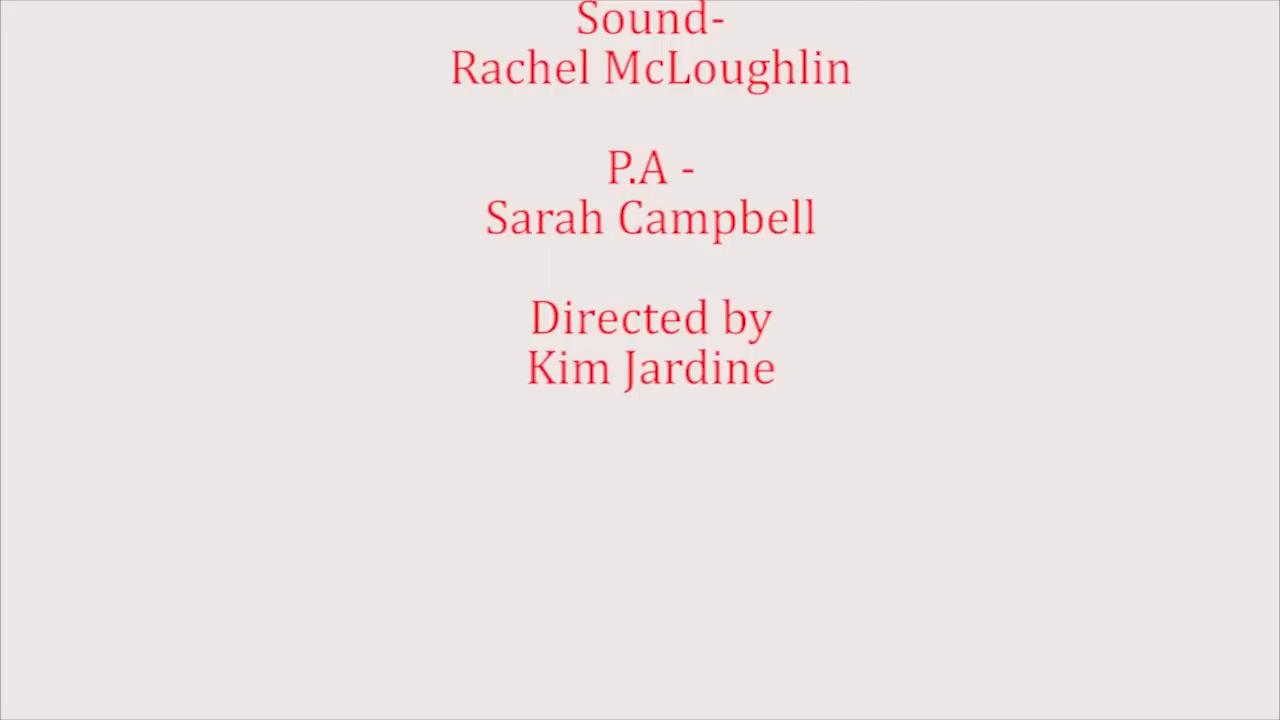 Sound-
Rachel McLoughlin
P.A -
Sarah Campbell
Directed by
Kim Jardine